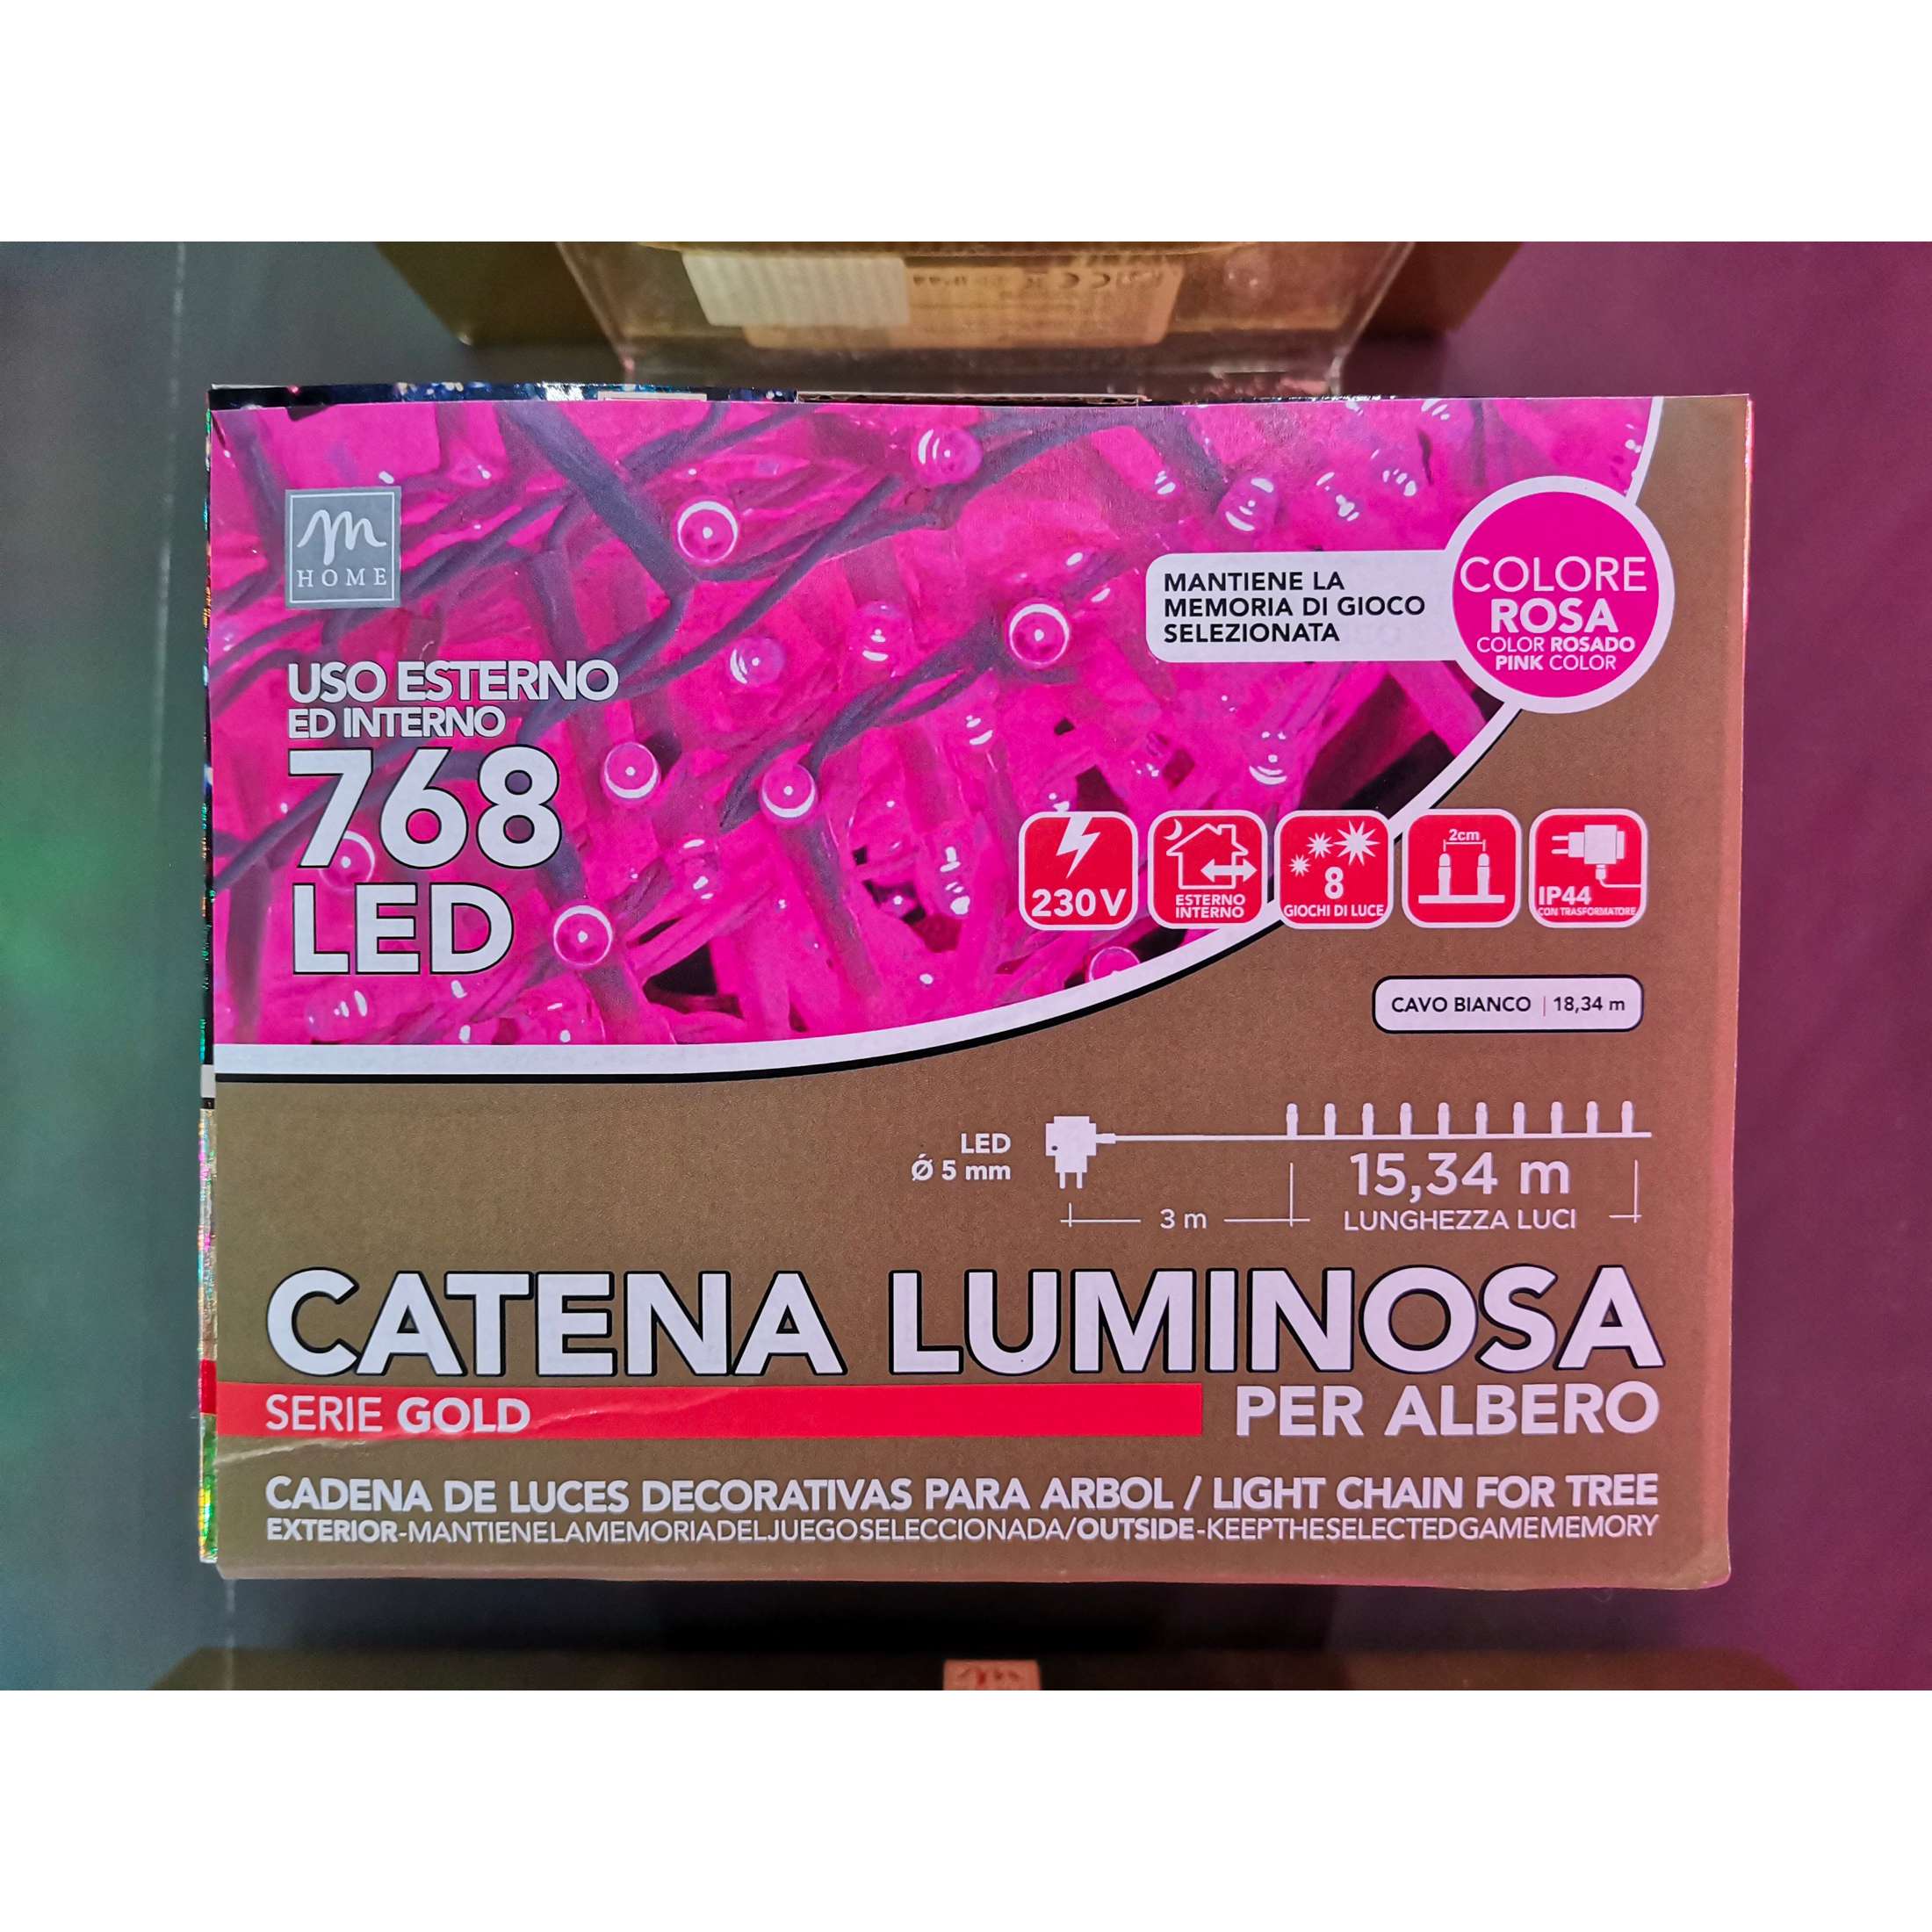 m
HOME
USO ESTERNO
ED INTERNO
768
LED
MANTIENE LA
MEMORIA DI GIOCO
SELEZIONATA
COLORE
ROSA
COLOR ROSADO
PINK COLOR
230V
ESTERNO
INTERNO
8
GIOCHI DI LUCE
2cm
IP44
CON TRASFORMATORE
CAVO BIANCO | 18,34 m
LED
Ø 5 mm
3 m
15,34 m
LUNGHEZZA LUCI
CATENA LUMINOSA
SERIE GOLD
PER ALBERO
CADENA DE LUCES DECORATIVAS PARA ARBOL / LIGHT CHAIN FOR TREE
EXTERIOR-MANTIENELAMEMORIADELJUEGOSELECCIONADA/OUTSIDE-KEEPTHESELECTEDGAMEMEMORY